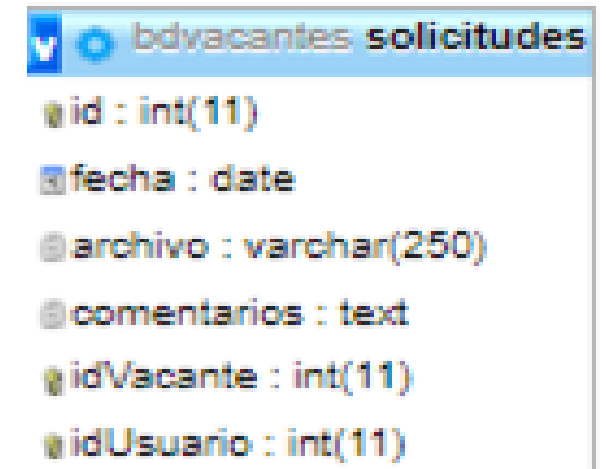 v bdvacantes solicitudes
id : int(11)
fecha : date
archivo : varchar(250)
comentarios : text
idVacante : int(11)
idUsuario : int(11)